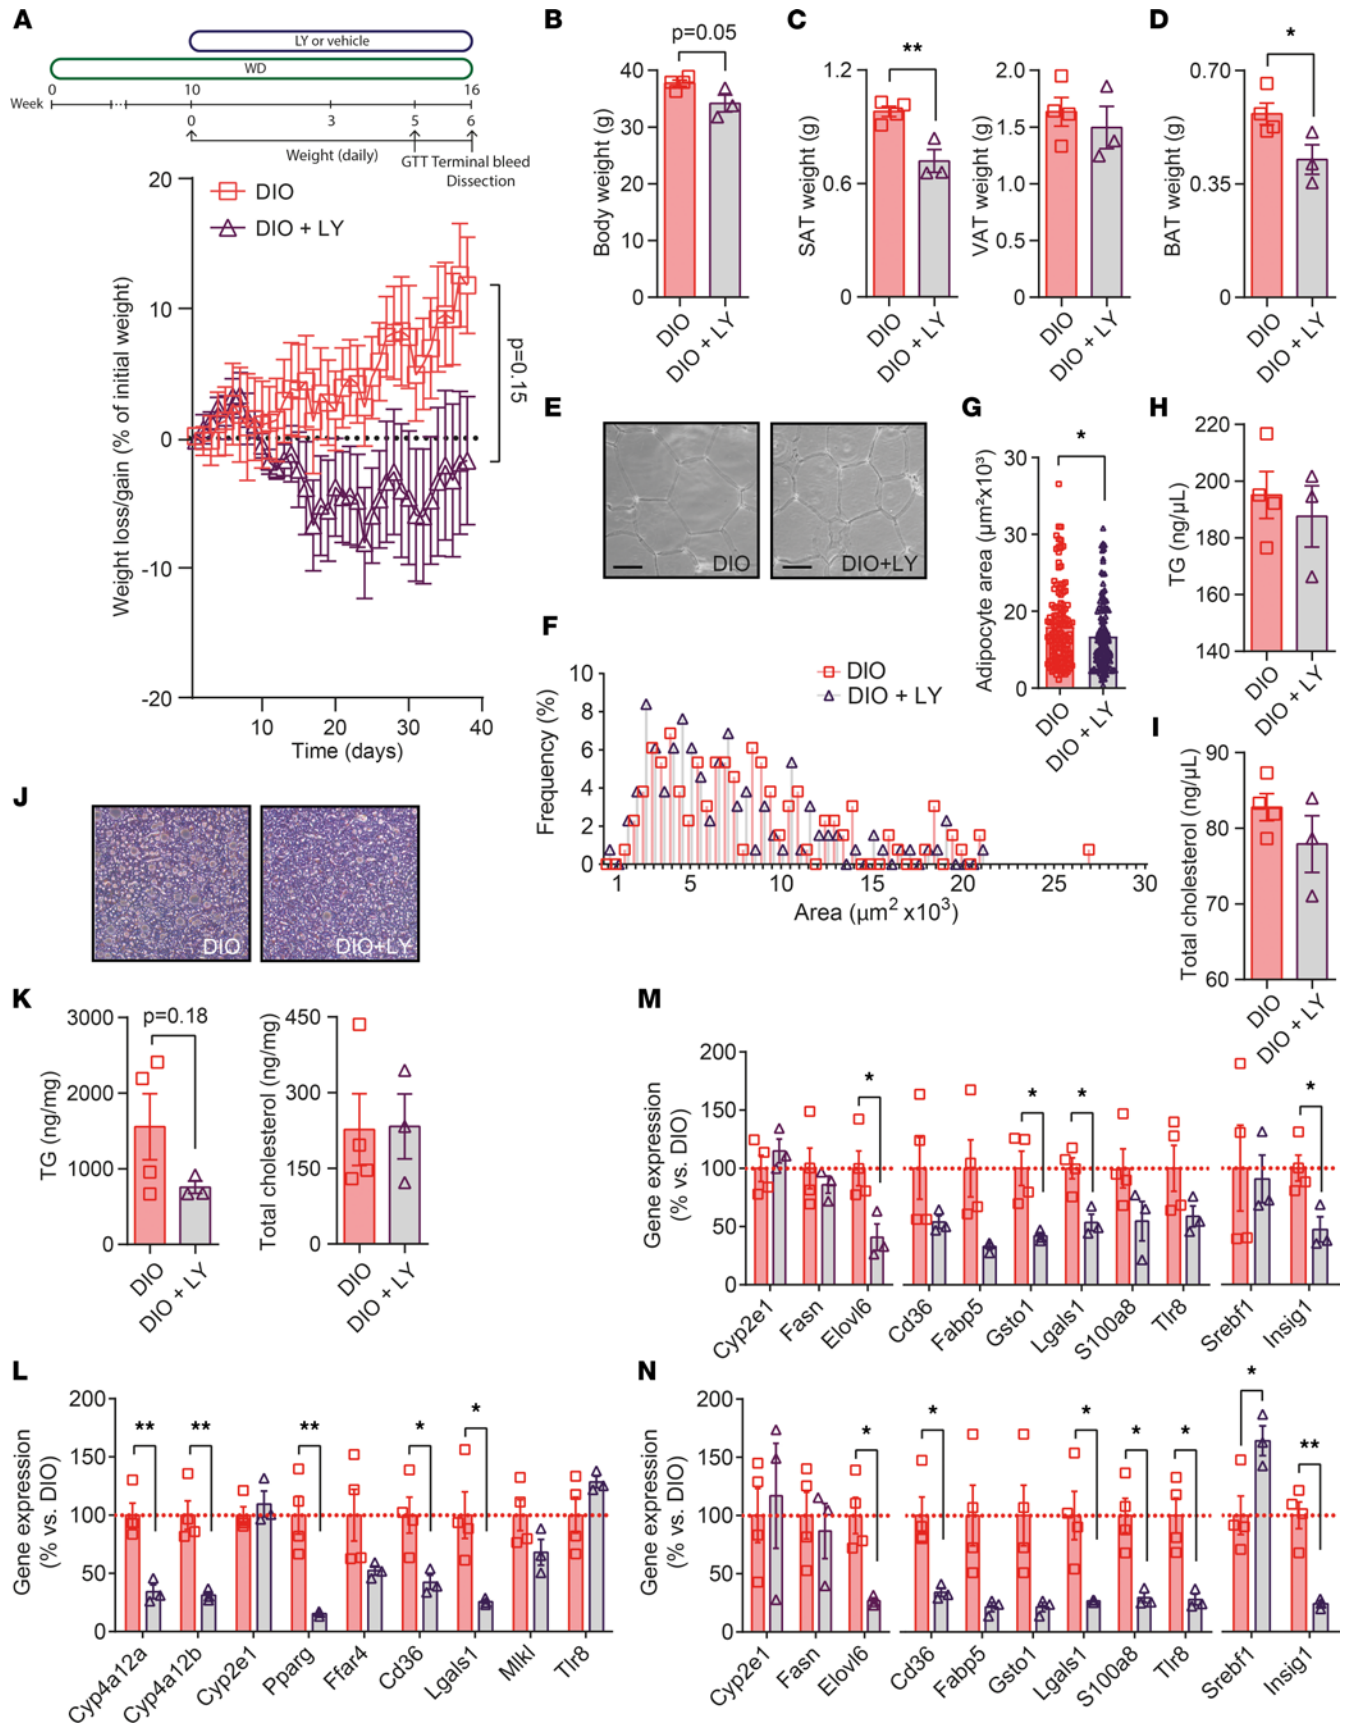 A
LY or vehicle
WD
0 10 16
Week
0 3 5 6
Weight (daily)
GTT Terminal bleed
Dissection
20
10
0
-10
-20
Weight loss/gain (% of initial weight)
DIO
DIO + LY
p=0.15
10 20 30 40
Time (days)
B
p=0.05
40
30
20
10
0
Body weight (g)
DIO
DIO + LY
C
**
1.2
0.6
0
SAT weight (g)
DIO
DIO + LY
2.0
1.5
1.0
0.5
0
VAT weight (g)
DIO
DIO + LY
D
*
0.70
0.35
0
BAT weight (g)
DIO
DIO + LY
E
DIO
DIO+LY
F
10
8
6
4
2
0
Frequency (%)
DIO
DIO + LY
1 5 10 15 20 25 30
Area (µm² x10³)
G
*
30
30
20
0
Adipocyte area (µm²x10³)
DIO
DIO + LY
H
220
200
180
160
140
TG (ng/µL)
DIO
DIO + LY
I
90
80
70
60
Total cholesterol (ng/µL)
DIO
DIO + LY
J
DIO
DIO+LY
K
p=0.18
3000
2000
1000
0
TG (ng/mg)
DIO
DIO + LY
450
300
150
0
Total cholesterol (ng/mg)
DIO
DIO + LY
M
200
150
100
50
0
Gene expression
(% vs. DIO)
* * * *
Cyp2e1 Fasn Elovl6 Cd36 Fabp5 Gsto1 Lgals1 S100a8 Tlr8 Srebf1 Insig1
L
200
150
100
50
0
Gene expression
(% vs. DIO)
** ** ** * *
Cyp4a12a Cyp4a12b Cyp2e1 Pparg Ffar4 Cd36 Lgals1 Mlkl Tlr8
N
200
150
100
50
0
Gene expression
(% vs. DIO)
* * * * * * **
Cyp2e1 Fasn Elovl6 Cd36 Fabp5 Gsto1 Lgals1 S100a8 Tlr8 Srebf1 Insig1